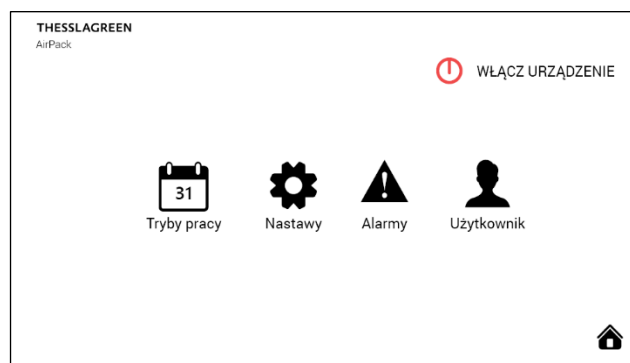 THESSLAGREEN
AirPack
WŁĄCZ URZĄDZENIE
31
Tryby pracy
Nastawy
Alarmy
Użytkownik